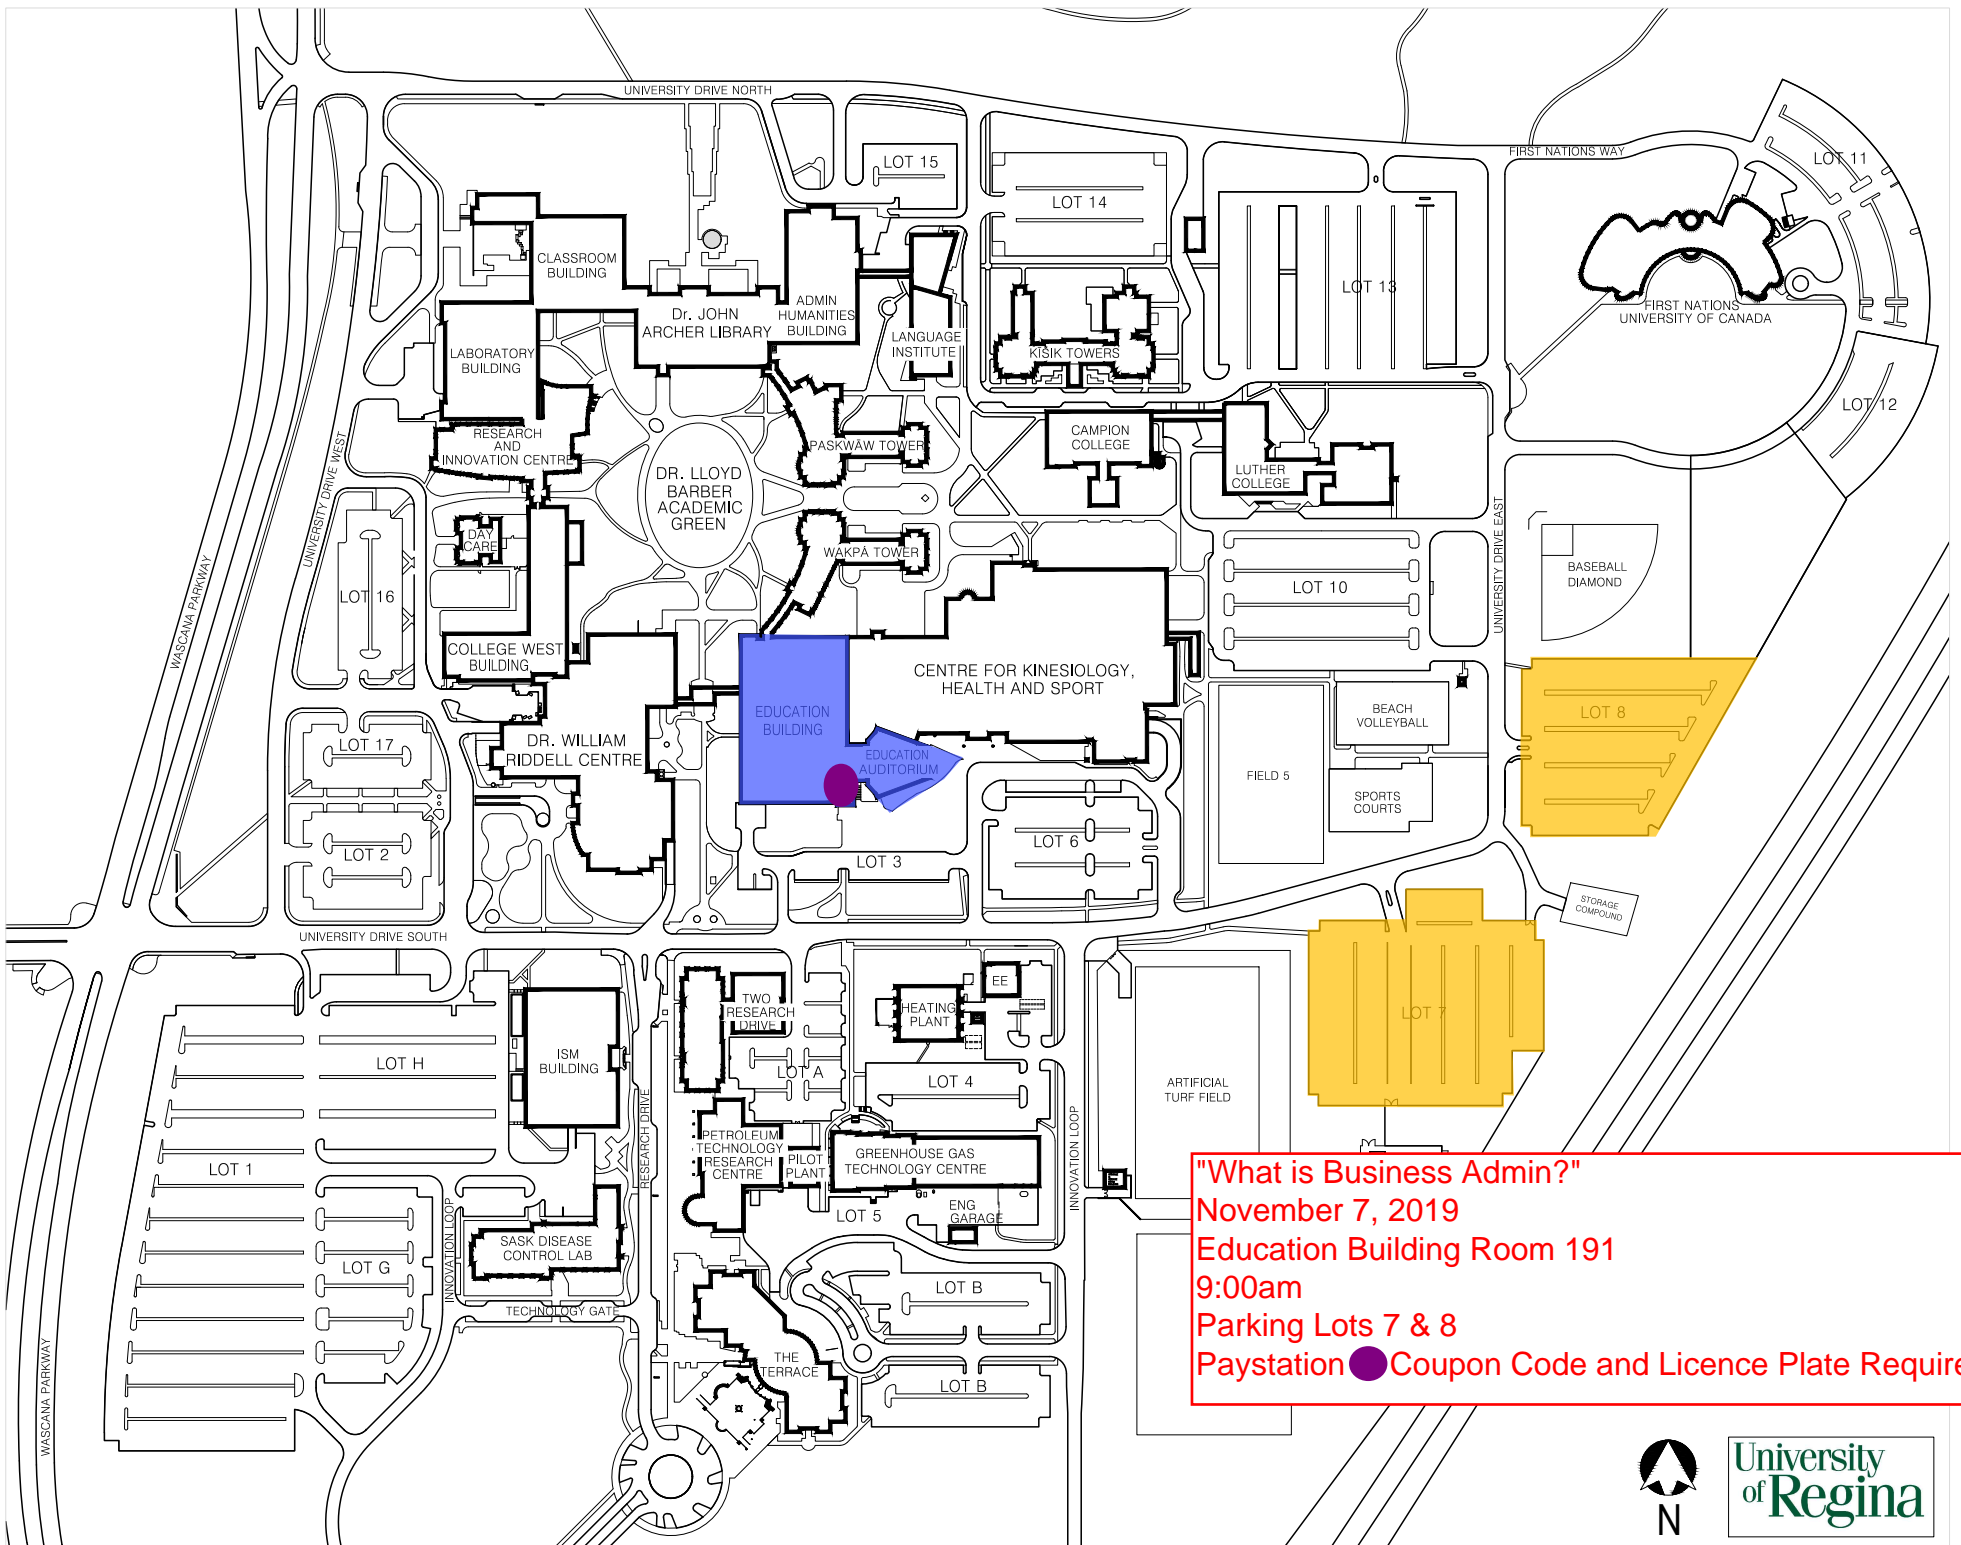 UNIVERSITY DRIVE NORTH
FIRST NATIONS WAY
LOT 11
LOT 15
LOT 14
CLASSROOM
BUILDING
LOT 13
ADMIN
HUMANITIES
BUILDING
Dr. JOHN
ARCHER LIBRARY
FIRST NATIONS
UNIVERSITY OF CANADA
LANGUAGE
INSTITUTE
KĪSIK TOWERS
LABORATORY
BUILDING
LOT 12
RESEARCH
AND
INNOVATION CENTRE
PASKWĀW TOWER
CAMPION
COLLEGE
LUTHER
COLLEGE
UNIVERSITY DRIVE WEST
DR. LLOYD
BARBER
ACADEMIC
GREEN
DAY
CARE
WAKPÁ TOWER
UNIVERSITY DRIVE EAST
BASEBALL
DIAMOND
LOT 10
LOT 16
WASCANA PARKWAY
COLLEGE WEST
BUILDING
CENTRE FOR KINESIOLOGY,
HEALTH AND SPORT
EDUCATION
BUILDING
BEACH
VOLLEYBALL
LOT 8
LOT 17
DR. WILLIAM
RIDDELL CENTRE
EDUCATION
AUDITORIUM
FIELD 5
SPORTS
COURTS
LOT 2
LOT 3
LOT 6
STORAGE
COMPOUND
UNIVERSITY DRIVE SOUTH
TWO
RESEARCH
DRIVE
HEATING
PLANT
EE
LOT 7
LOT H
ISM
BUILDING
LOT A
LOT 4
ARTIFICIAL
TURF FIELD
RESEARCH DRIVE
INNOVATION LOOP
PETROLEUM
TECHNOLOGY
RESEARCH
CENTRE
PILOT
PLANT
GREENHOUSE GAS
TECHNOLOGY CENTRE
LOT 1
LOT 5
ENG
GARAGE
INNOVATION LOOP
SASK DISEASE
CONTROL LAB
LOT G
LOT B
TECHNOLOGY GATE
THE
TERRACE
LOT B
WASCANA PARKWAY
"What is Business Admin?"
November 7, 2019
Education Building Room 191
9:00am
Parking Lots 7 & 8
Paystation Coupon Code and Licence Plate Require
N
University
of Regina